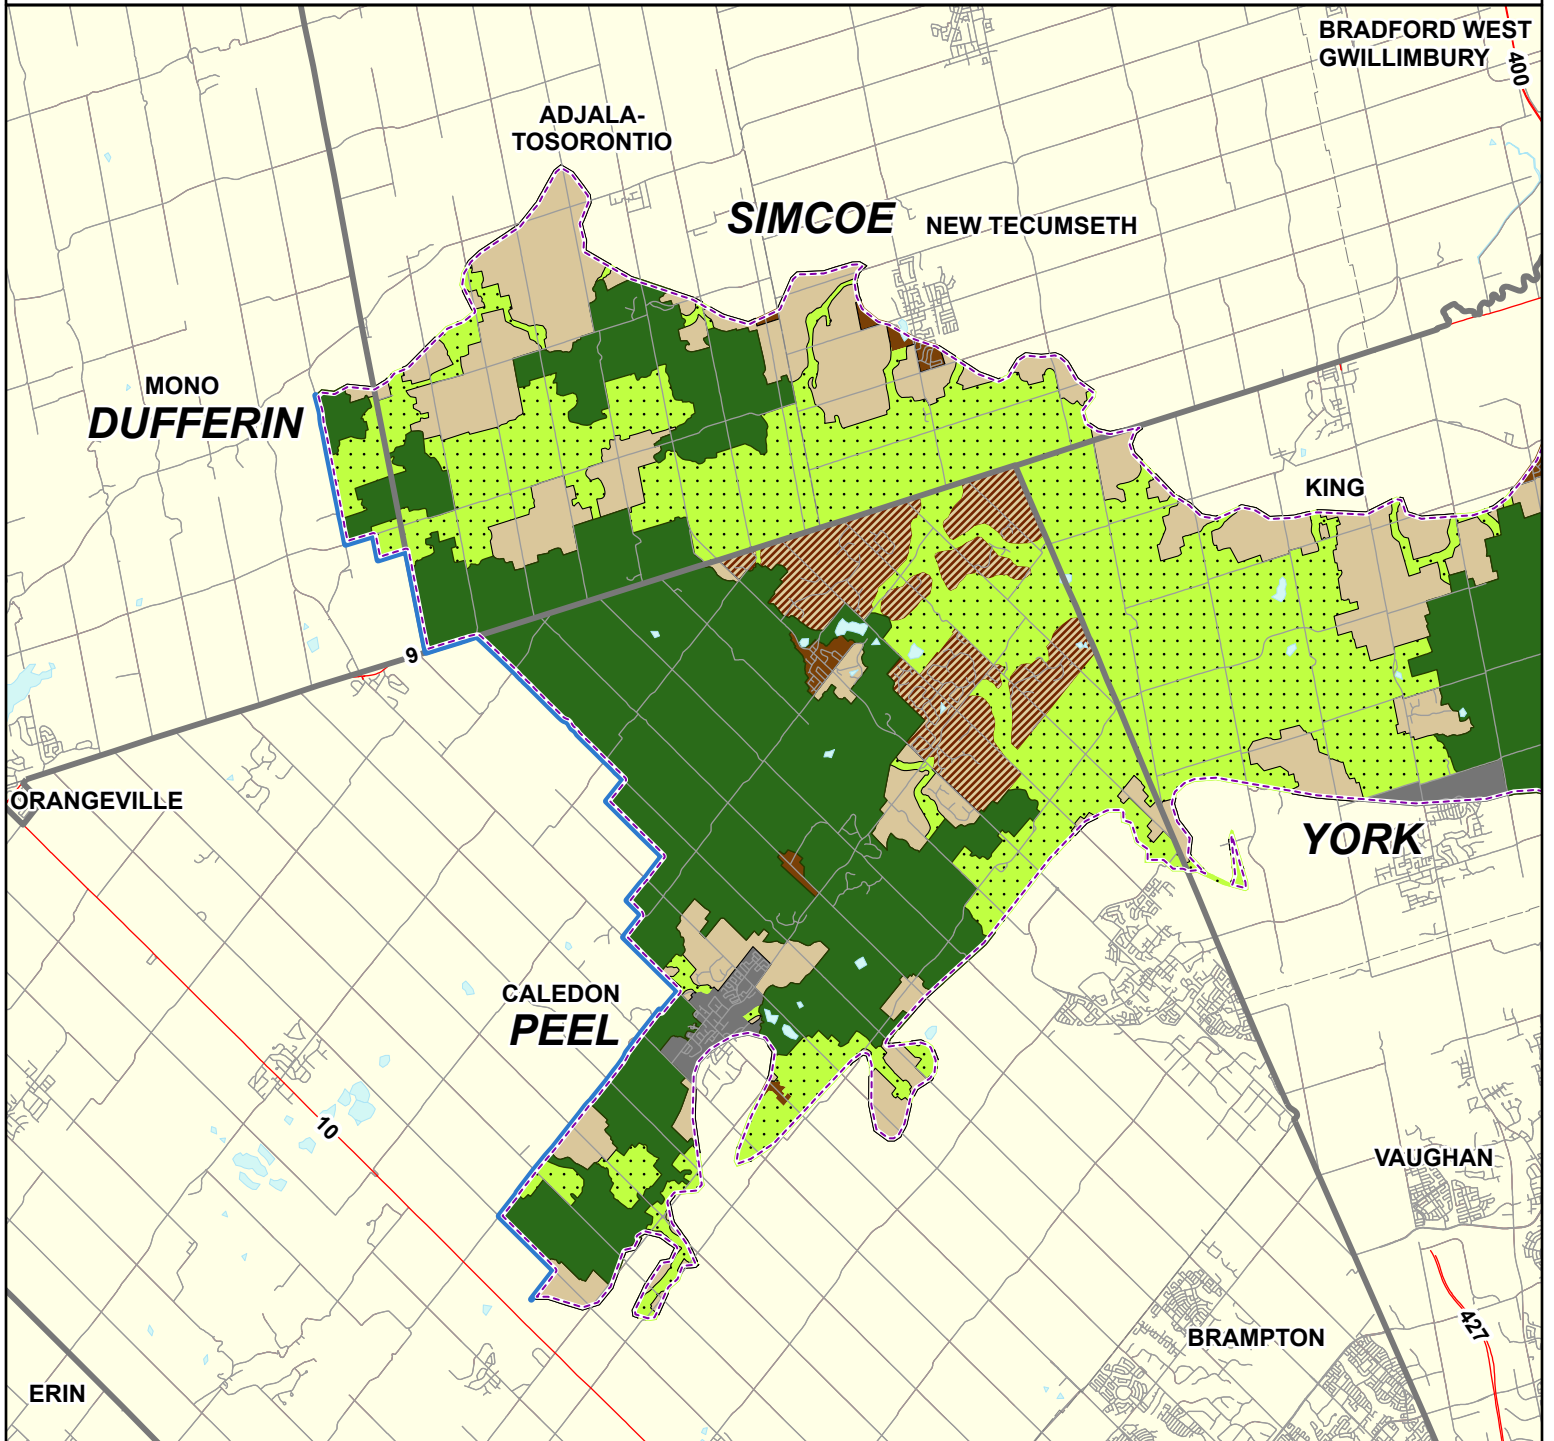 BRADFORD WEST
GWILLIMBURY
400
ADJALA-
TOSORONTIO
SIMCOE
NEW TECUMSETH
MONO
DUFFERIN
KING
9
ORANGEVILLE
YORK
CALEDON
PEEL
10
VAUGHAN
BRAMPTON
427
ERIN